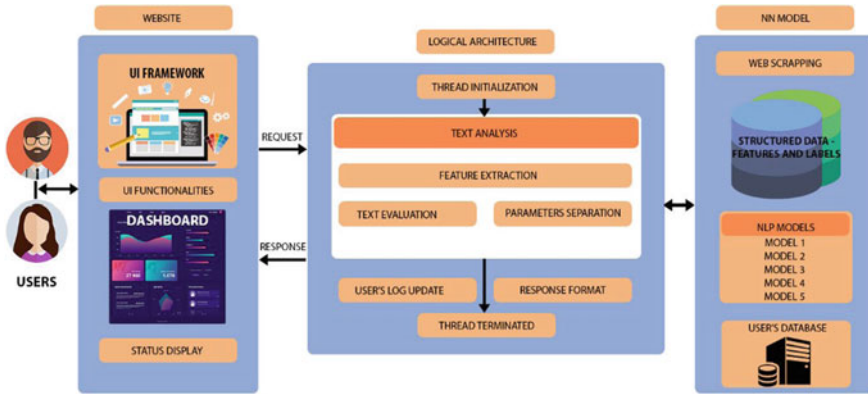 WEBSITE
UI FRAMEWORK
UI FUNCTIONALITIES
DASHBOARD
STATUS DISPLAY
USERS
REQUEST
RESPONSE
LOGICAL ARCHITECTURE
THREAD INITIALIZATION
TEXT ANALYSIS
FEATURE EXTRACTION
TEXT EVALUATION
PARAMETERS SEPARATION
USER'S LOG UPDATE
RESPONSE FORMAT
THREAD TERMINATED
NN MODEL
WEB SCRAPPING
STRUCTURED DATA -
FEATURES AND LABELS
NLP MODELS
MODEL 1
MODEL 2
MODEL 3
MODEL 4
MODEL 5
USER'S DATABASE